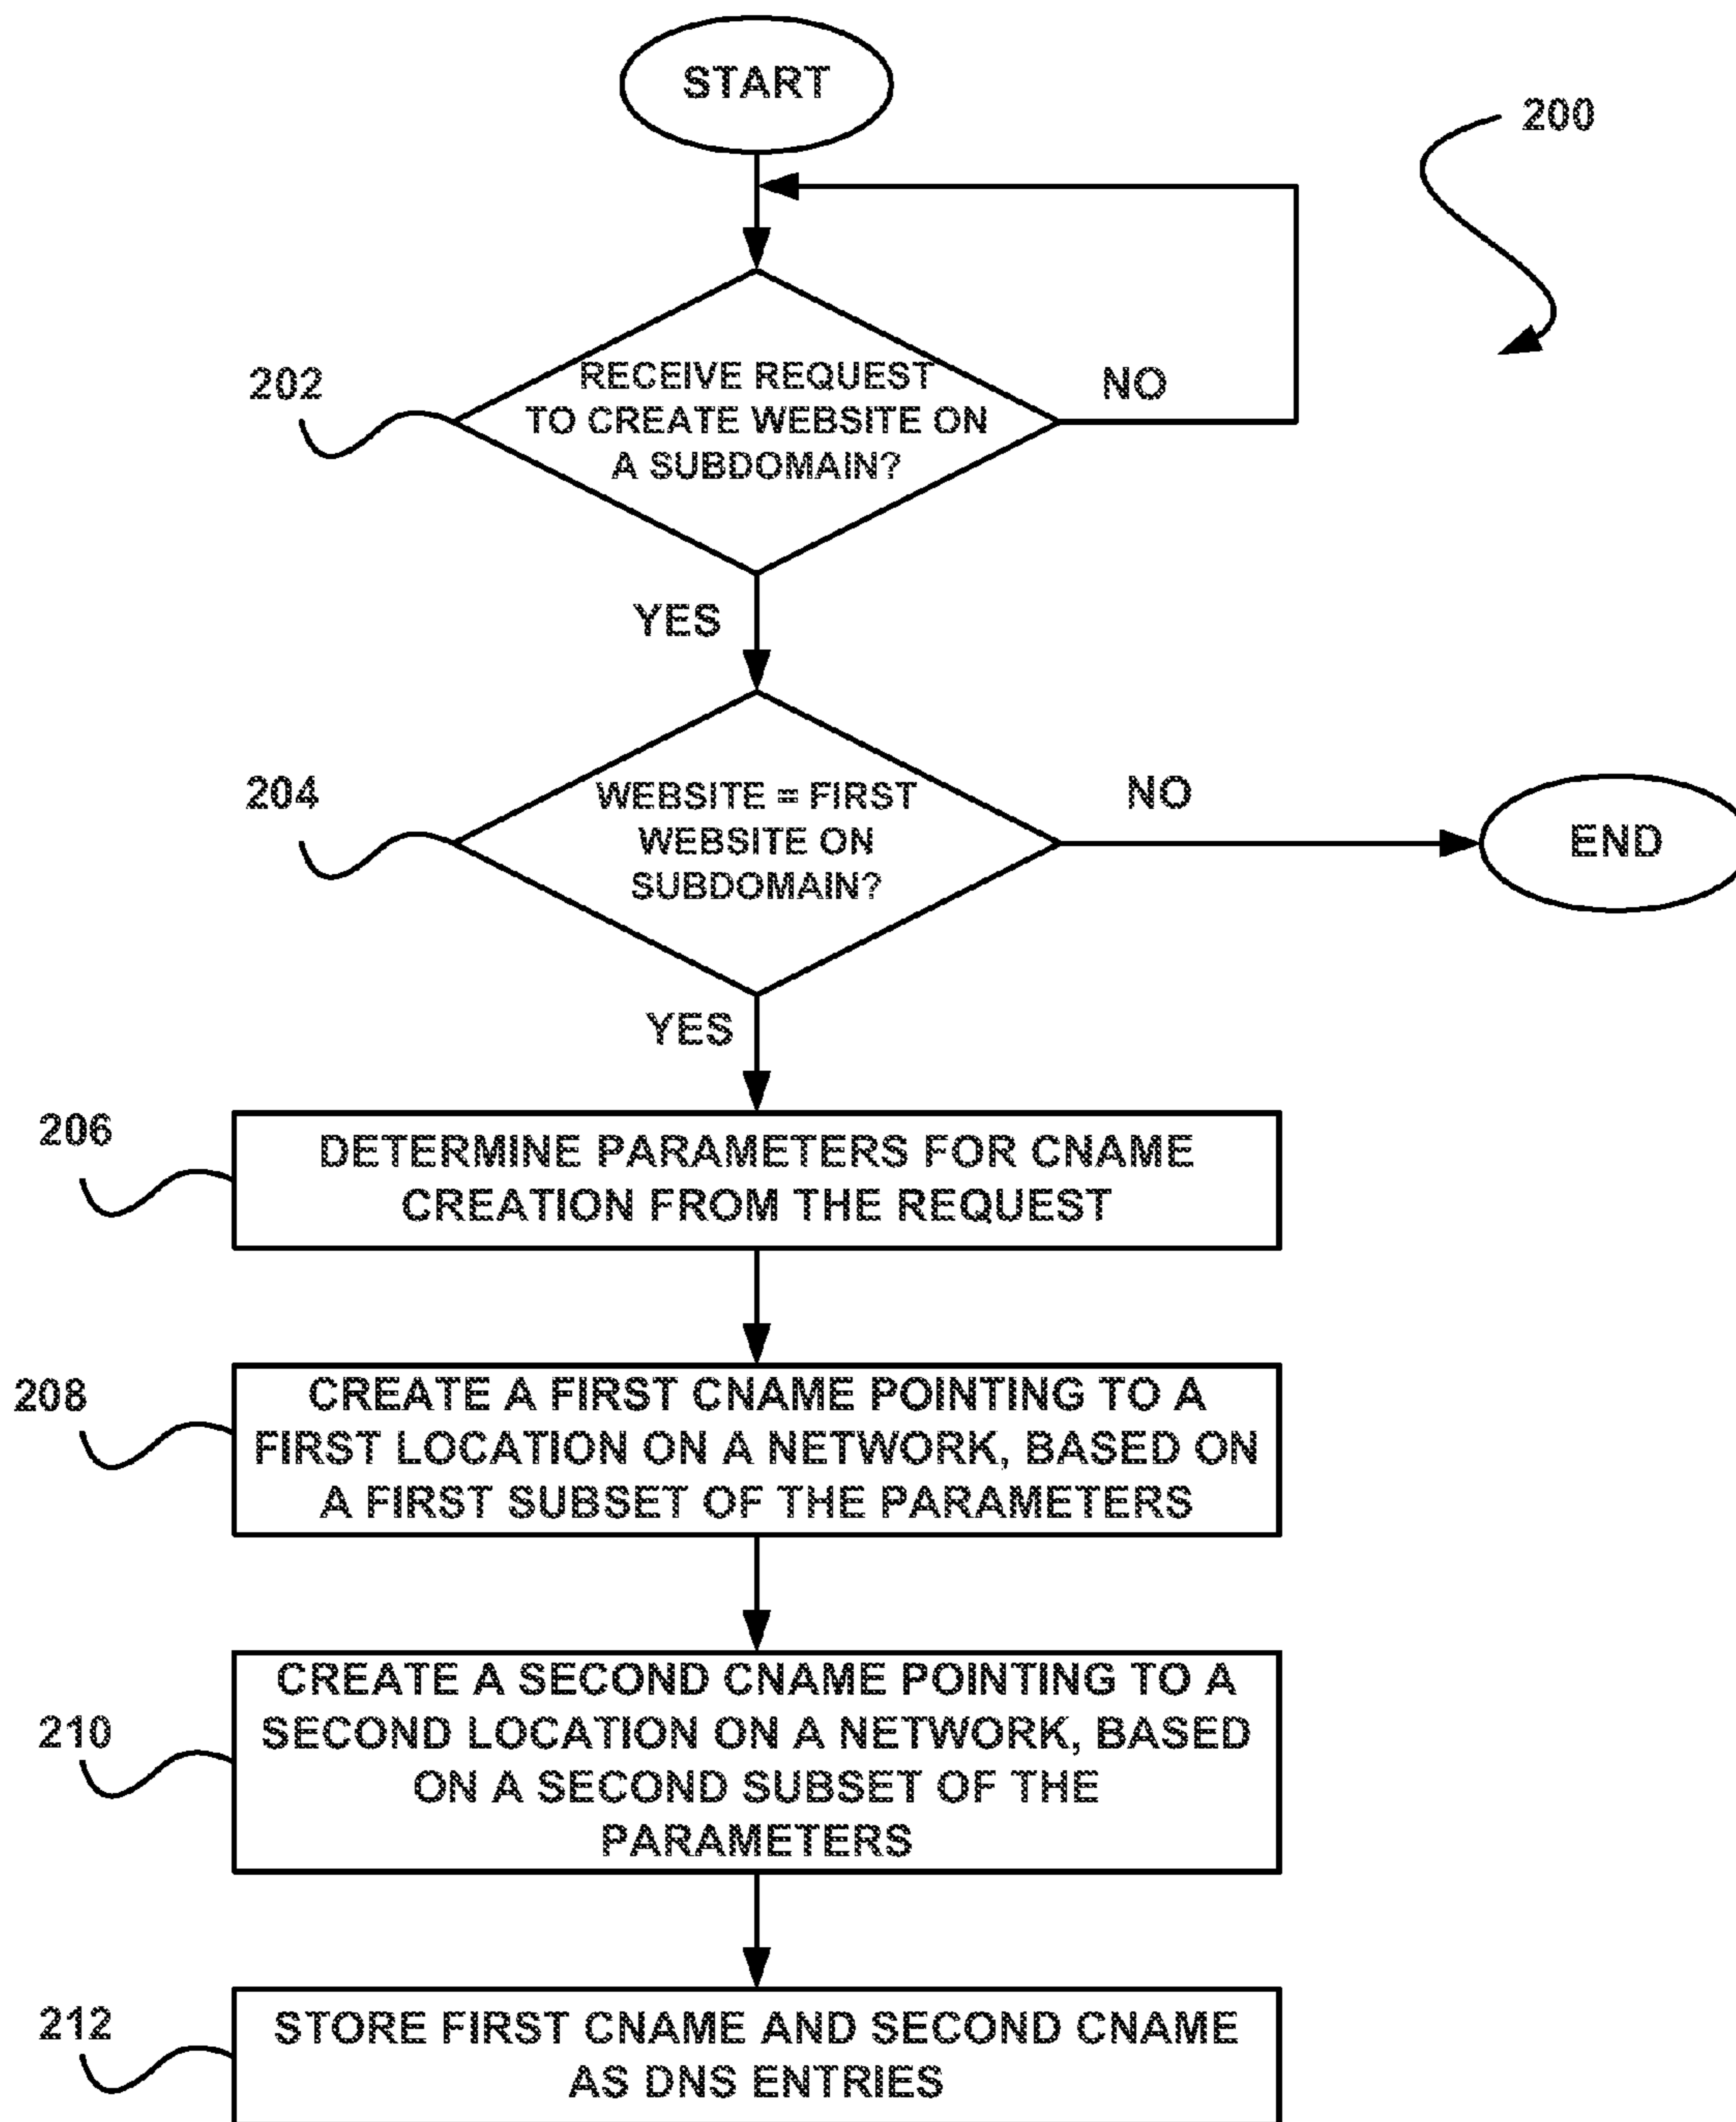 START
200
202
RECEIVE REQUEST
TO CREATE WEBSITE ON
A SUBDOMAIN?
NO
YES
204
WEBSITE = FIRST
WEBSITE ON
SUBDOMAIN?
NO
END
YES
206
DETERMINE PARAMETERS FOR CNAME
CREATION FROM THE REQUEST
208
CREATE A FIRST CNAME POINTING TO A
FIRST LOCATION ON A NETWORK, BASED ON
A FIRST SUBSET OF THE PARAMETERS
210
CREATE A SECOND CNAME POINTING TO A
SECOND LOCATION ON A NETWORK, BASED
ON A SECOND SUBSET OF THE
PARAMETERS
212
STORE FIRST CNAME AND SECOND CNAME
AS DNS ENTRIES